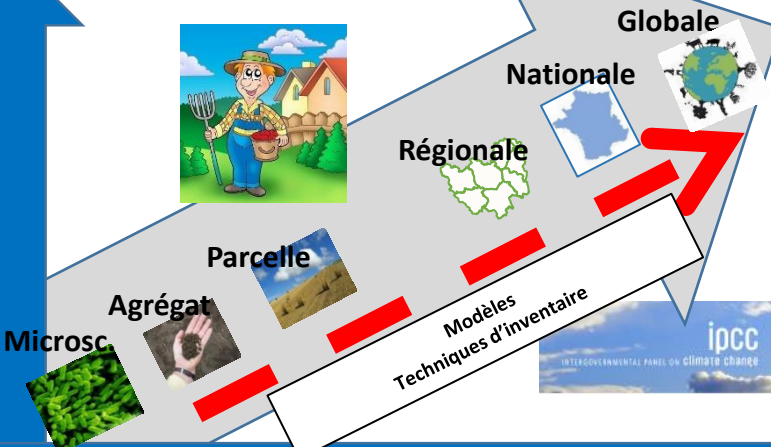 Globale
Nationale
Régionale
Parcelle
Agrégat
Microsc.
Modèles
Techniques d'inventaire
ipcc
INTERGOVERNMENTAL PANEL ON climate change